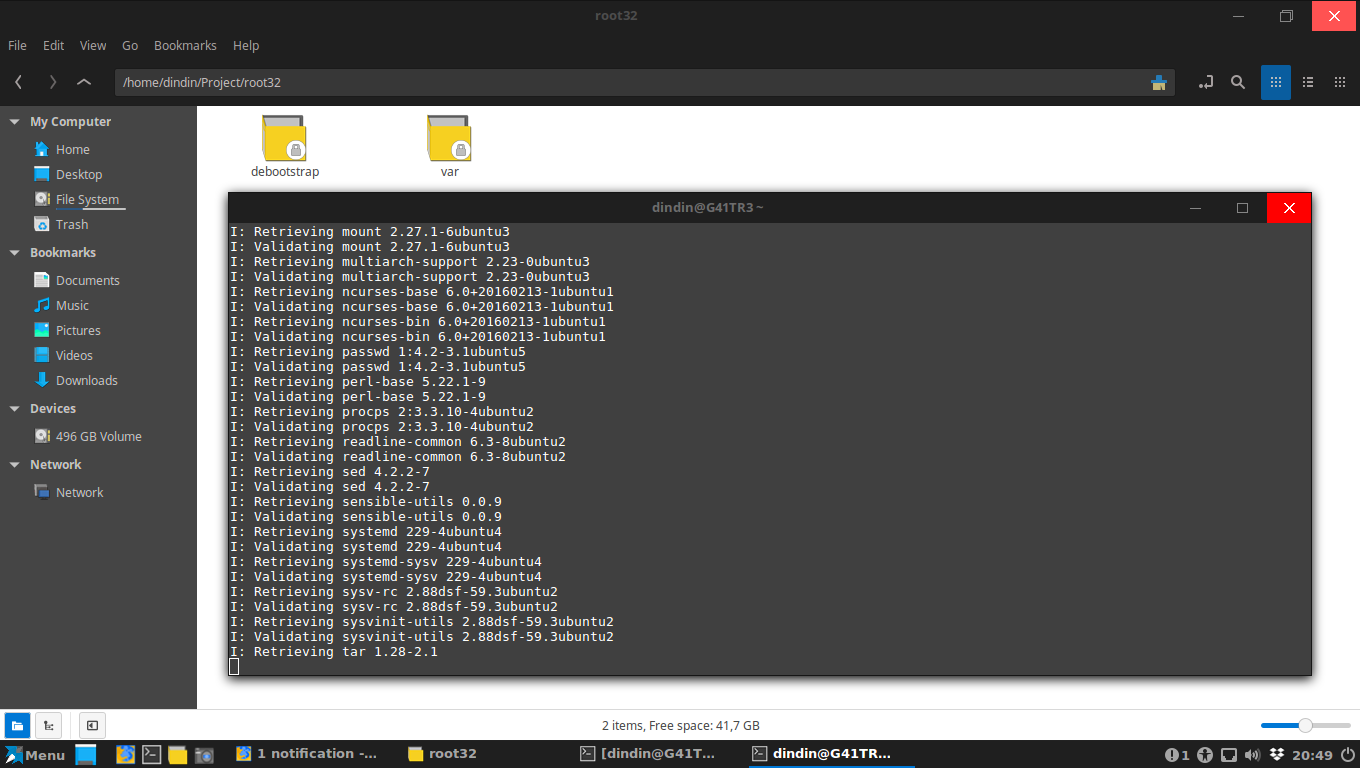 root32
File Edit View Go Bookmarks Help
/home/dindin/Project/root32
My Computer
Home
Desktop
File System
Trash
Bookmarks
Documents
Music
Pictures
Videos
Downloads
Devices
496 GB Volume
Network
Network
debootstrap var
dindin@G41TR3 ~
I: Retrieving mount 2.27.1-6ubuntu3
I: Validating mount 2.27.1-6ubuntu3
I: Retrieving multiarch-support 2.23-0ubuntu3
I: Validating multiarch-support 2.23-0ubuntu3
I: Retrieving ncurses-base 6.0+20160213-1ubuntu1
I: Validating ncurses-base 6.0+20160213-1ubuntu1
I: Retrieving ncurses-bin 6.0+20160213-1ubuntu1
I: Validating ncurses-bin 6.0+20160213-1ubuntu1
I: Retrieving passwd 1:4.2-3.1ubuntu5
I: Validating passwd 1:4.2-3.1ubuntu5
I: Retrieving perl-base 5.22.1-9
I: Validating perl-base 5.22.1-9
I: Retrieving procps 2:3.3.10-4ubuntu2
I: Validating procps 2:3.3.10-4ubuntu2
I: Retrieving readline-common 6.3-8ubuntu2
I: Validating readline-common 6.3-8ubuntu2
I: Retrieving sed 4.2.2-7
I: Validating sed 4.2.2-7
I: Retrieving sensible-utils 0.0.9
I: Validating sensible-utils 0.0.9
I: Retrieving systemd 229-4ubuntu4
I: Validating systemd 229-4ubuntu4
I: Retrieving systemd-sysv 229-4ubuntu4
I: Validating systemd-sysv 229-4ubuntu4
I: Retrieving sysv-rc 2.88dsf-59.3ubuntu2
I: Validating sysv-rc 2.88dsf-59.3ubuntu2
I: Retrieving sysvinit-utils 2.88dsf-59.3ubuntu2
I: Validating sysvinit-utils 2.88dsf-59.3ubuntu2
I: Retrieving tar 1.28-2.1
2 items, Free space: 41,7 GB
Menu 1 notification -... root32 [dindin@G41T... dindin@G41TR... 1 20:49